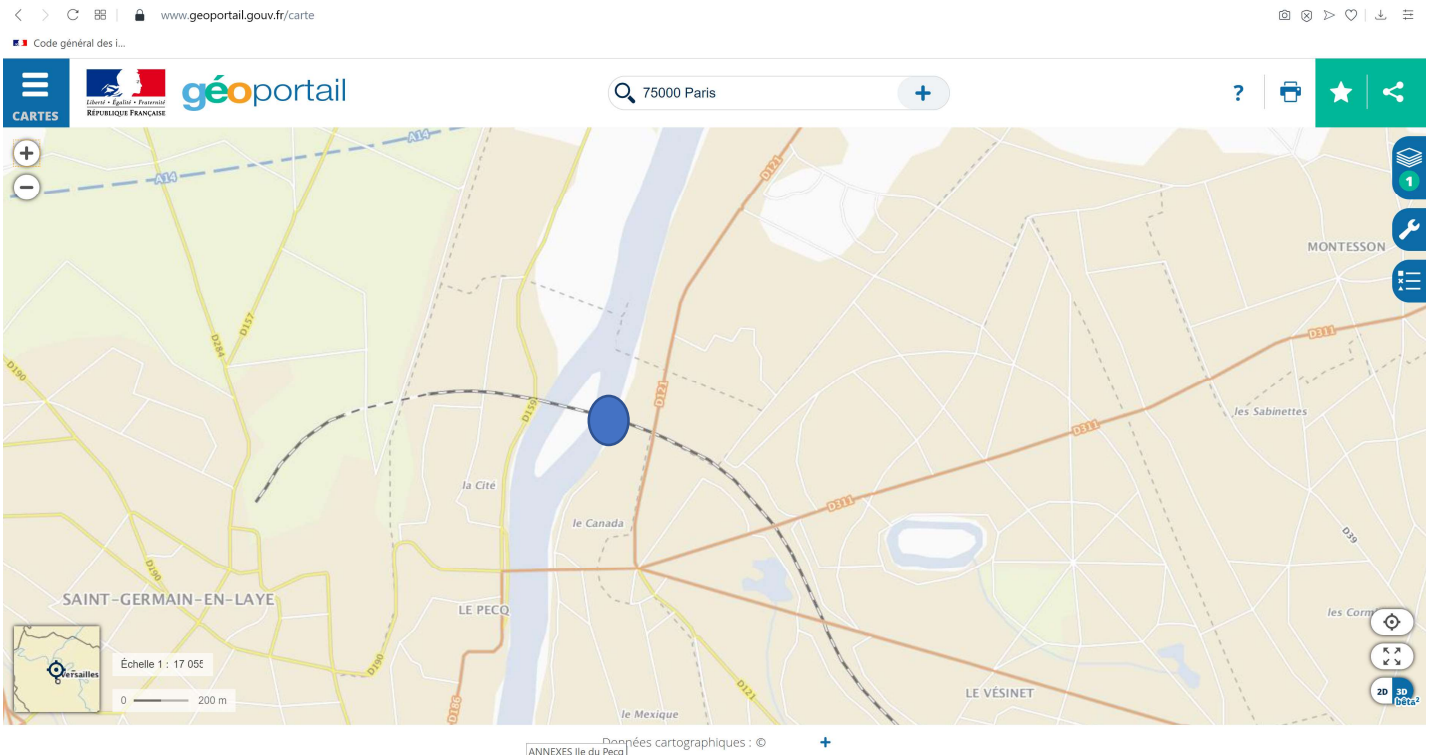 www.geoportail.gouv.fr/carte
Code général des i...
CARTES
Liberté • Égalité • Fraternité
RÉPUBLIQUE FRANÇAISE
géoportail
75000 Paris
+
?
A14
D121
+
−
A14
1
MONTESSON
D157
D284
D311
D190
D121
D159
les Sabinettes
D311
la Cité
D311
le Canada
D39
D190
SAINT-GERMAIN-EN-LAYE
LE PECQ
les Corm
Versailles
Échelle 1 : 17 055
D190
0
200 m
D121
LE VÉSINET
2D
3D
bêta²
D186
le Mexique
Données cartographiques : ©
+
ANNEXES Ile du Pecq